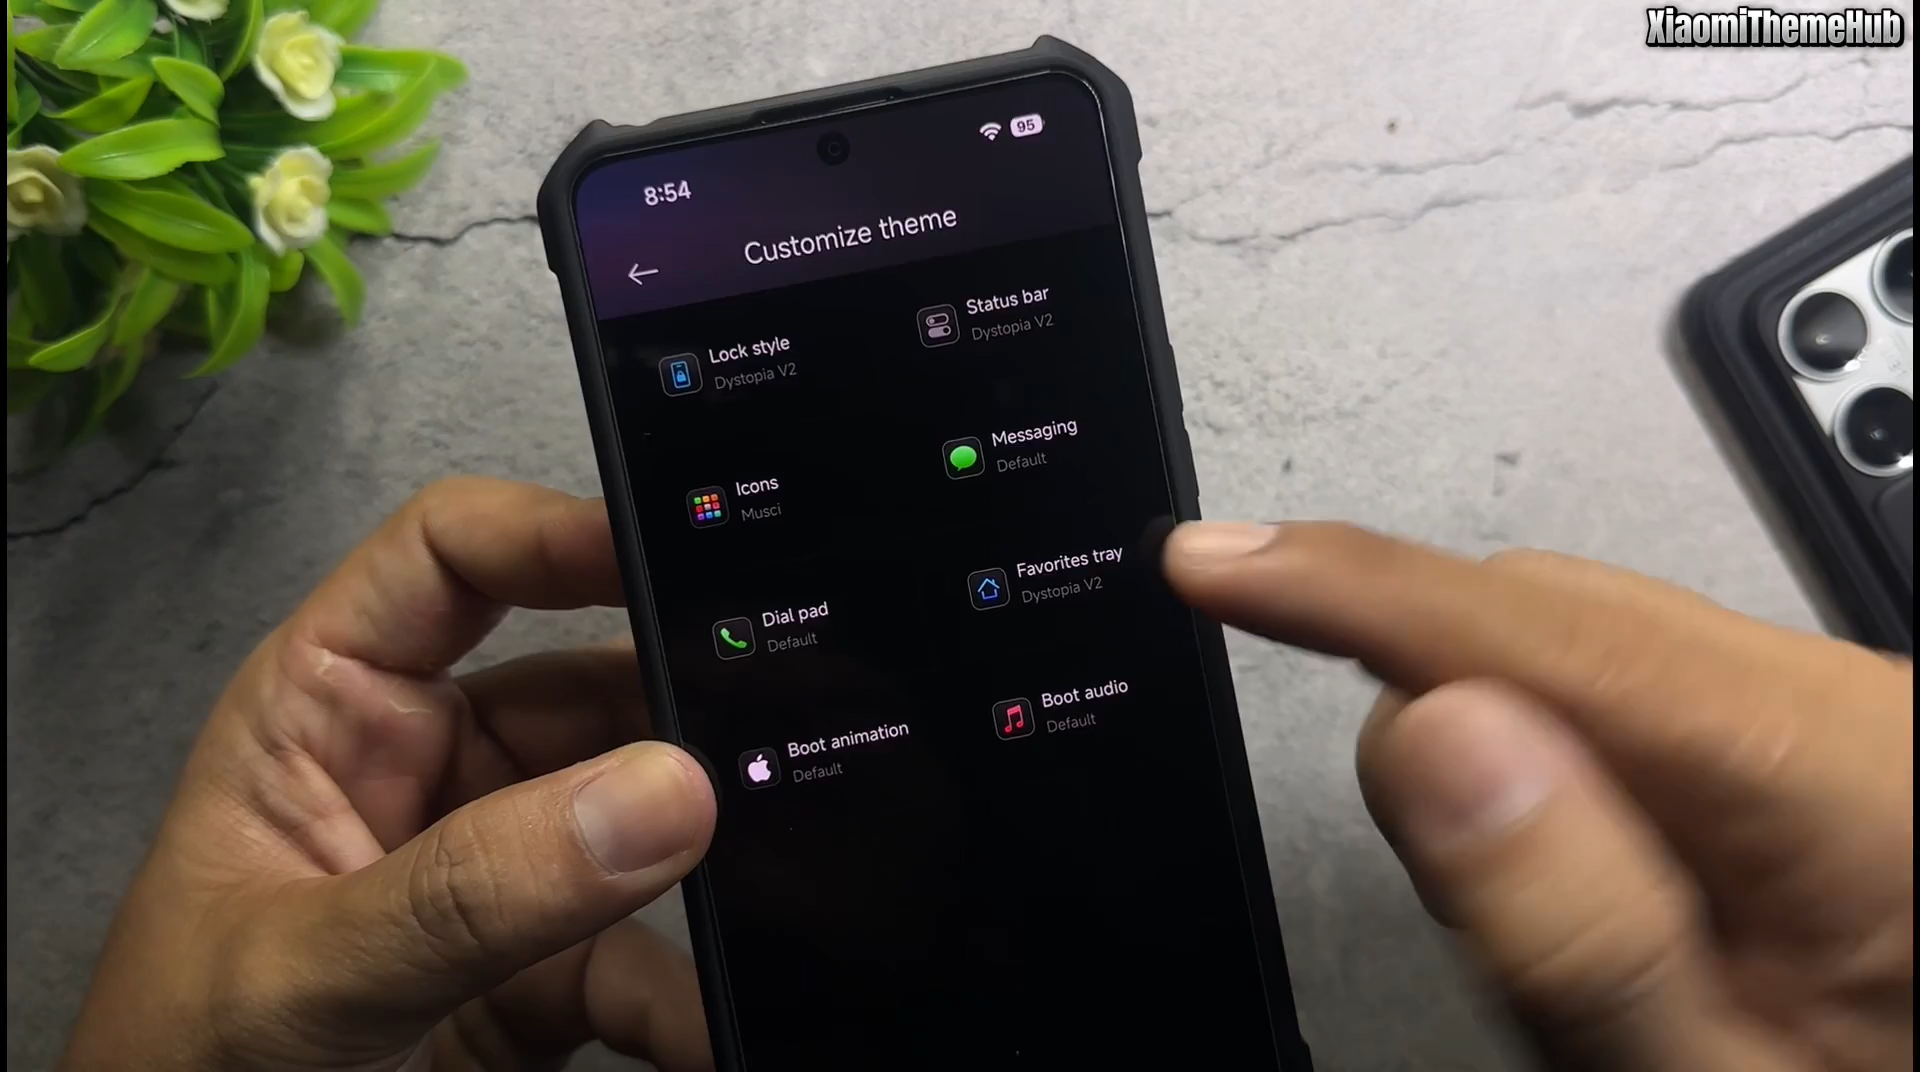 XiaomiThemeHub
95
8:54
Customize theme
Lock style
Dystopia V2
Status bar
Dystopia V2
Icons
Musci
Messaging
Default
Dial pad
Default
Favorites tray
Dystopia V2
Boot animation
Default
Boot audio
Default